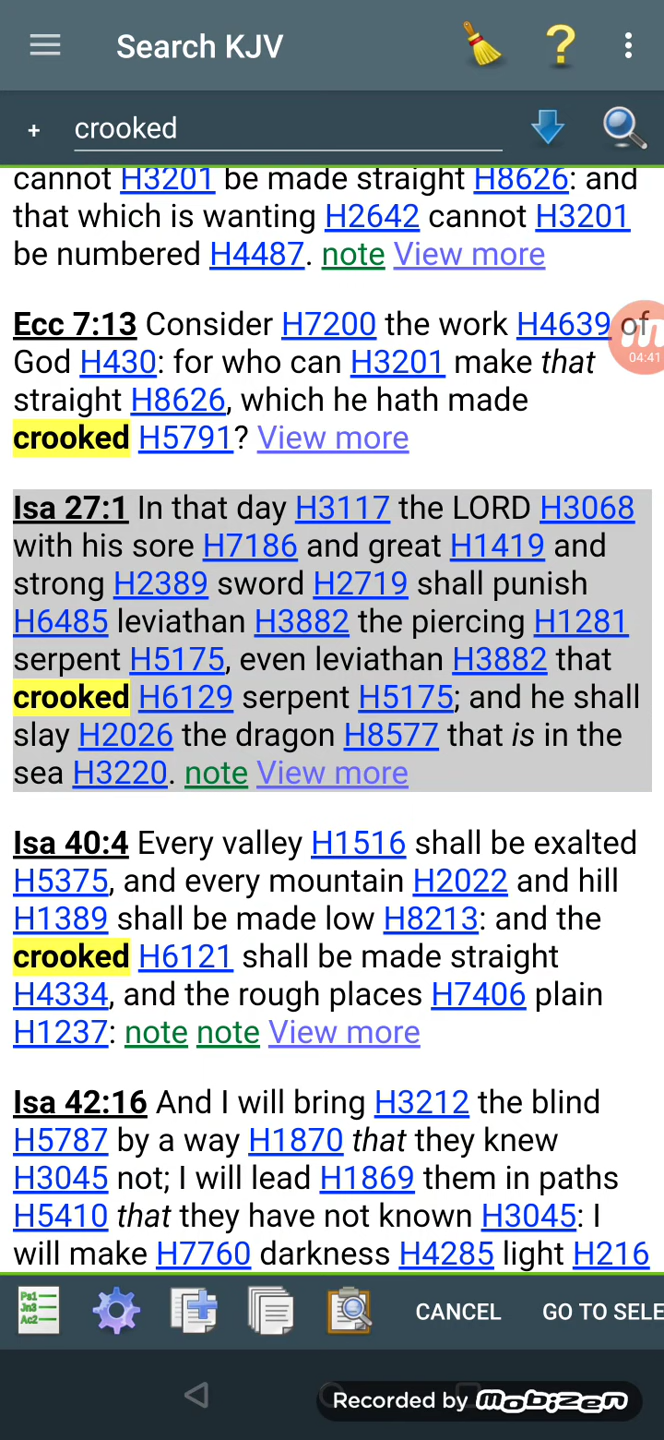 Search KJV
?
+ crooked
cannot H3201 be made straight H8626: and
that which is wanting H2642 cannot H3201
be numbered H4487. note View more
Ecc 7:13 Consider H7200 the work H4639 of
God H430: for who can H3201 make that
straight H8626, which he hath made
crooked H5791? View more
04:41
Isa 27:1 In that day H3117 the LORD H3068
with his sore H7186 and great H1419 and
strong H2389 sword H2719 shall punish
H6485 leviathan H3882 the piercing H1281
serpent H5175, even leviathan H3882 that
crooked H6129 serpent H5175; and he shall
slay H2026 the dragon H8577 that is in the
sea H3220. note View more
Isa 40:4 Every valley H1516 shall be exalted
H5375, and every mountain H2022 and hill
H1389 shall be made low H8213: and the
crooked H6121 shall be made straight
H4334, and the rough places H7406 plain
H1237: note note View more
Isa 42:16 And I will bring H3212 the blind
H5787 by a way H1870 that they knew
H3045 not; I will lead H1869 them in paths
H5410 that they have not known H3045: I
will make H7760 darkness H4285 light H216
Ps1
Jn3
Ac2
CANCEL GO TO SELE
Recorded by mobizen